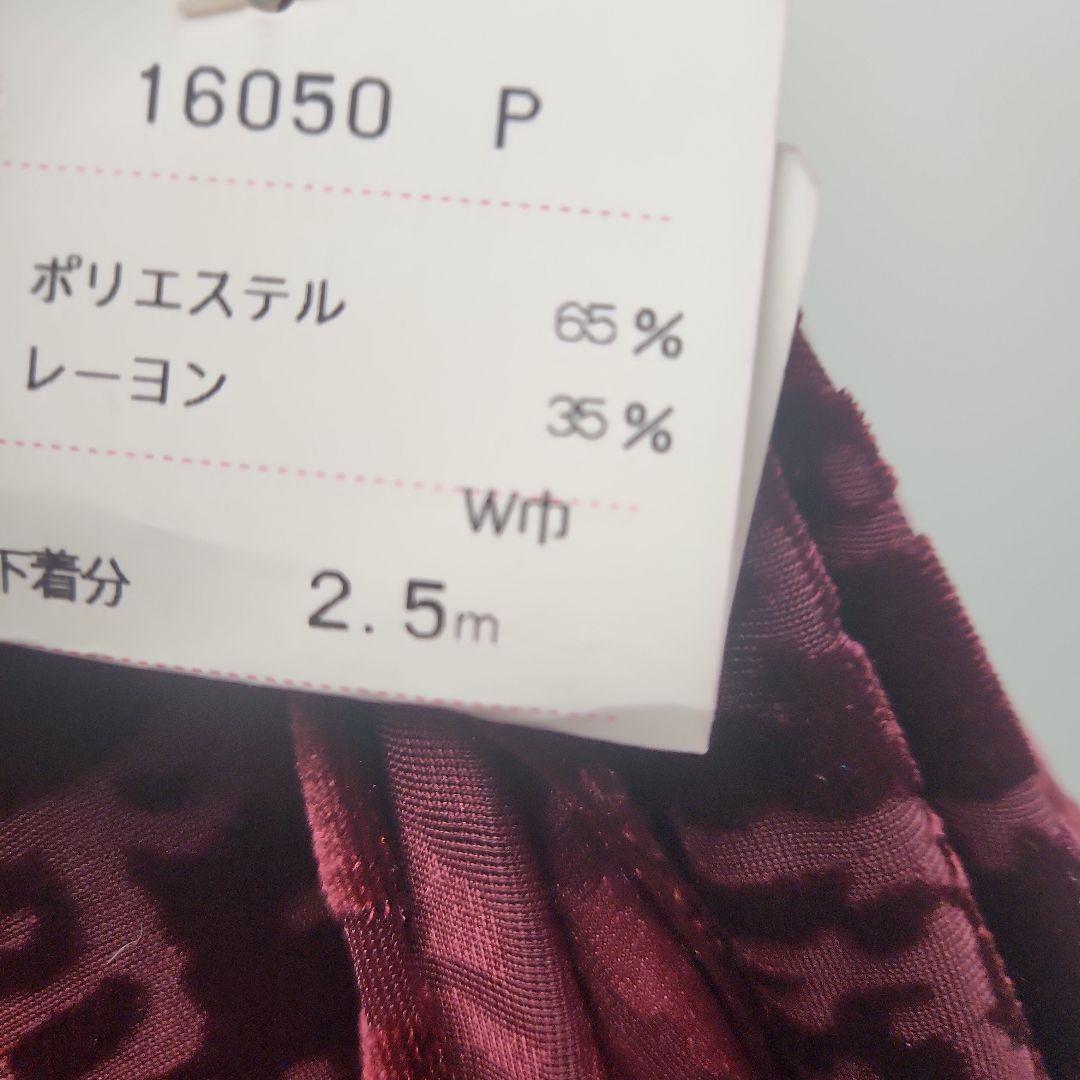 16050 P
ポリエステル 65%
レーヨン 35%
W巾
下着分 2.5m